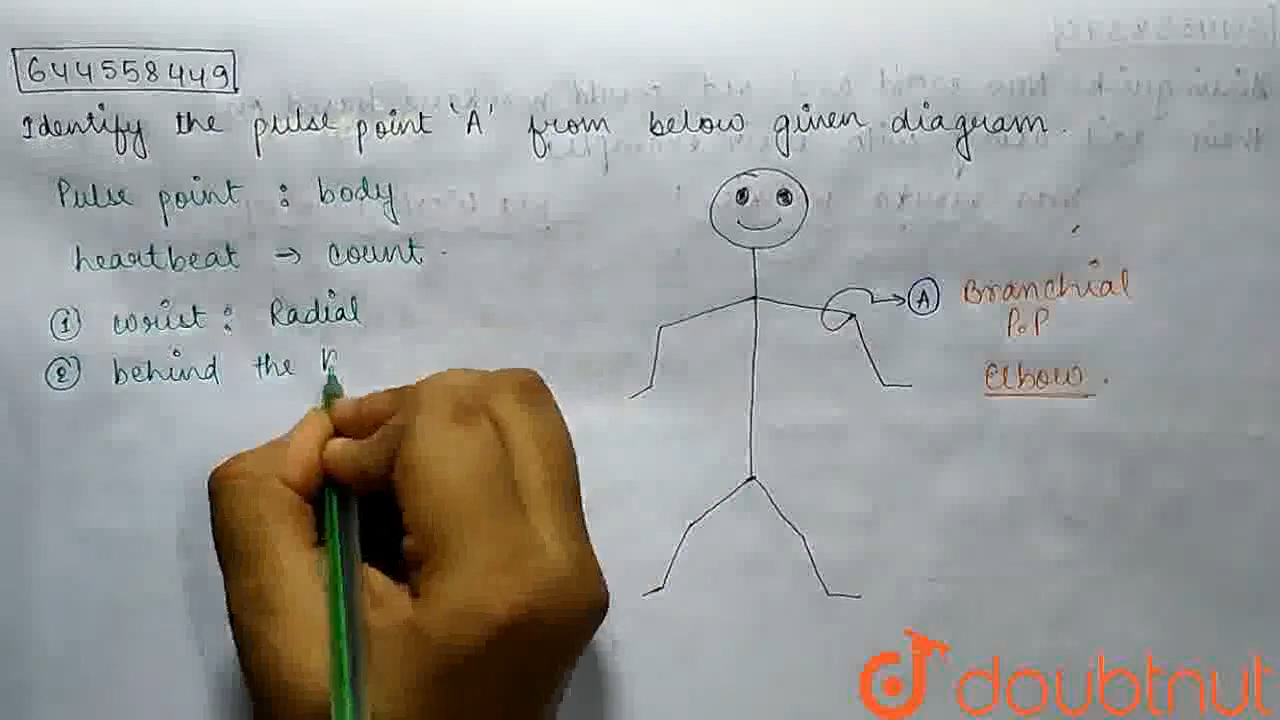 644558449
Identify the pulse point 'A' from below given diagram.
Pulse point : body
heartbeat → count.
① wrist : Radial
② behind the
Ⓐ Branchial
P.P
Elbow.
doubtnut